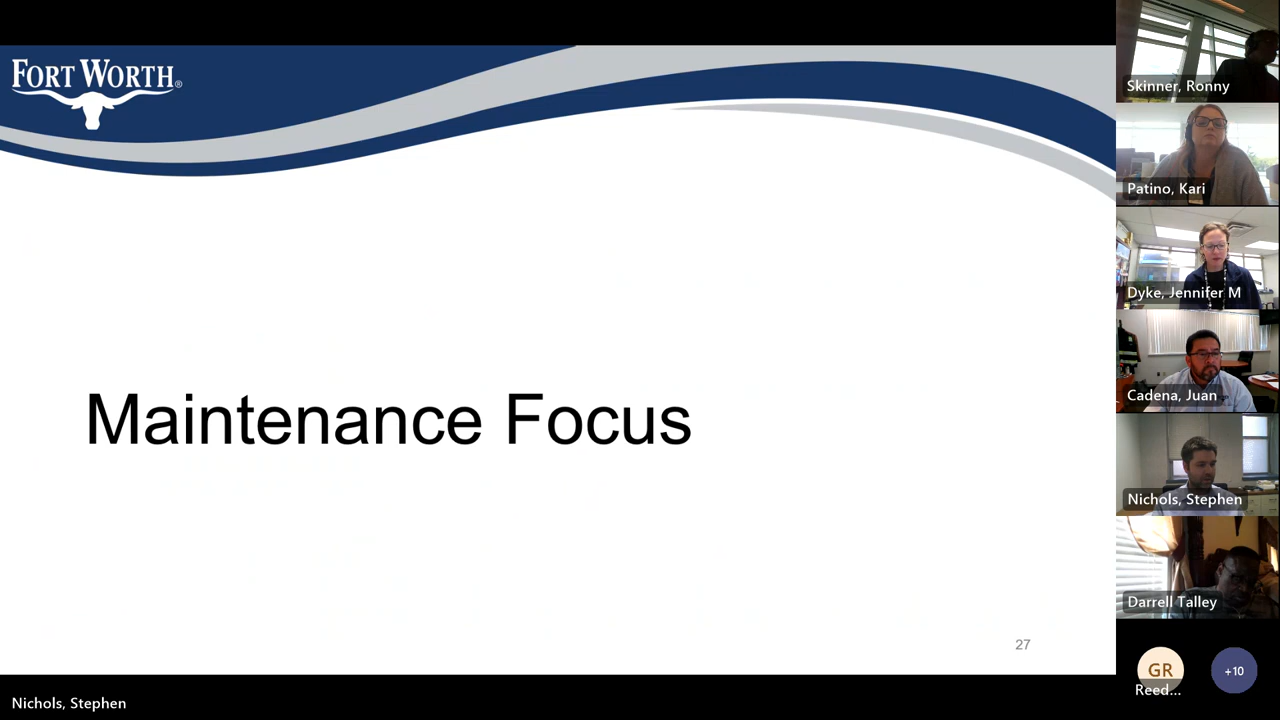 FORT WORTH®
Maintenance Focus
27
Nichols, Stephen
Skinner, Ronny
Patino, Kari
Dyke, Jennifer M
Cadena, Juan
Nichols, Stephen
Darrell Talley
GR
Reed...
+10